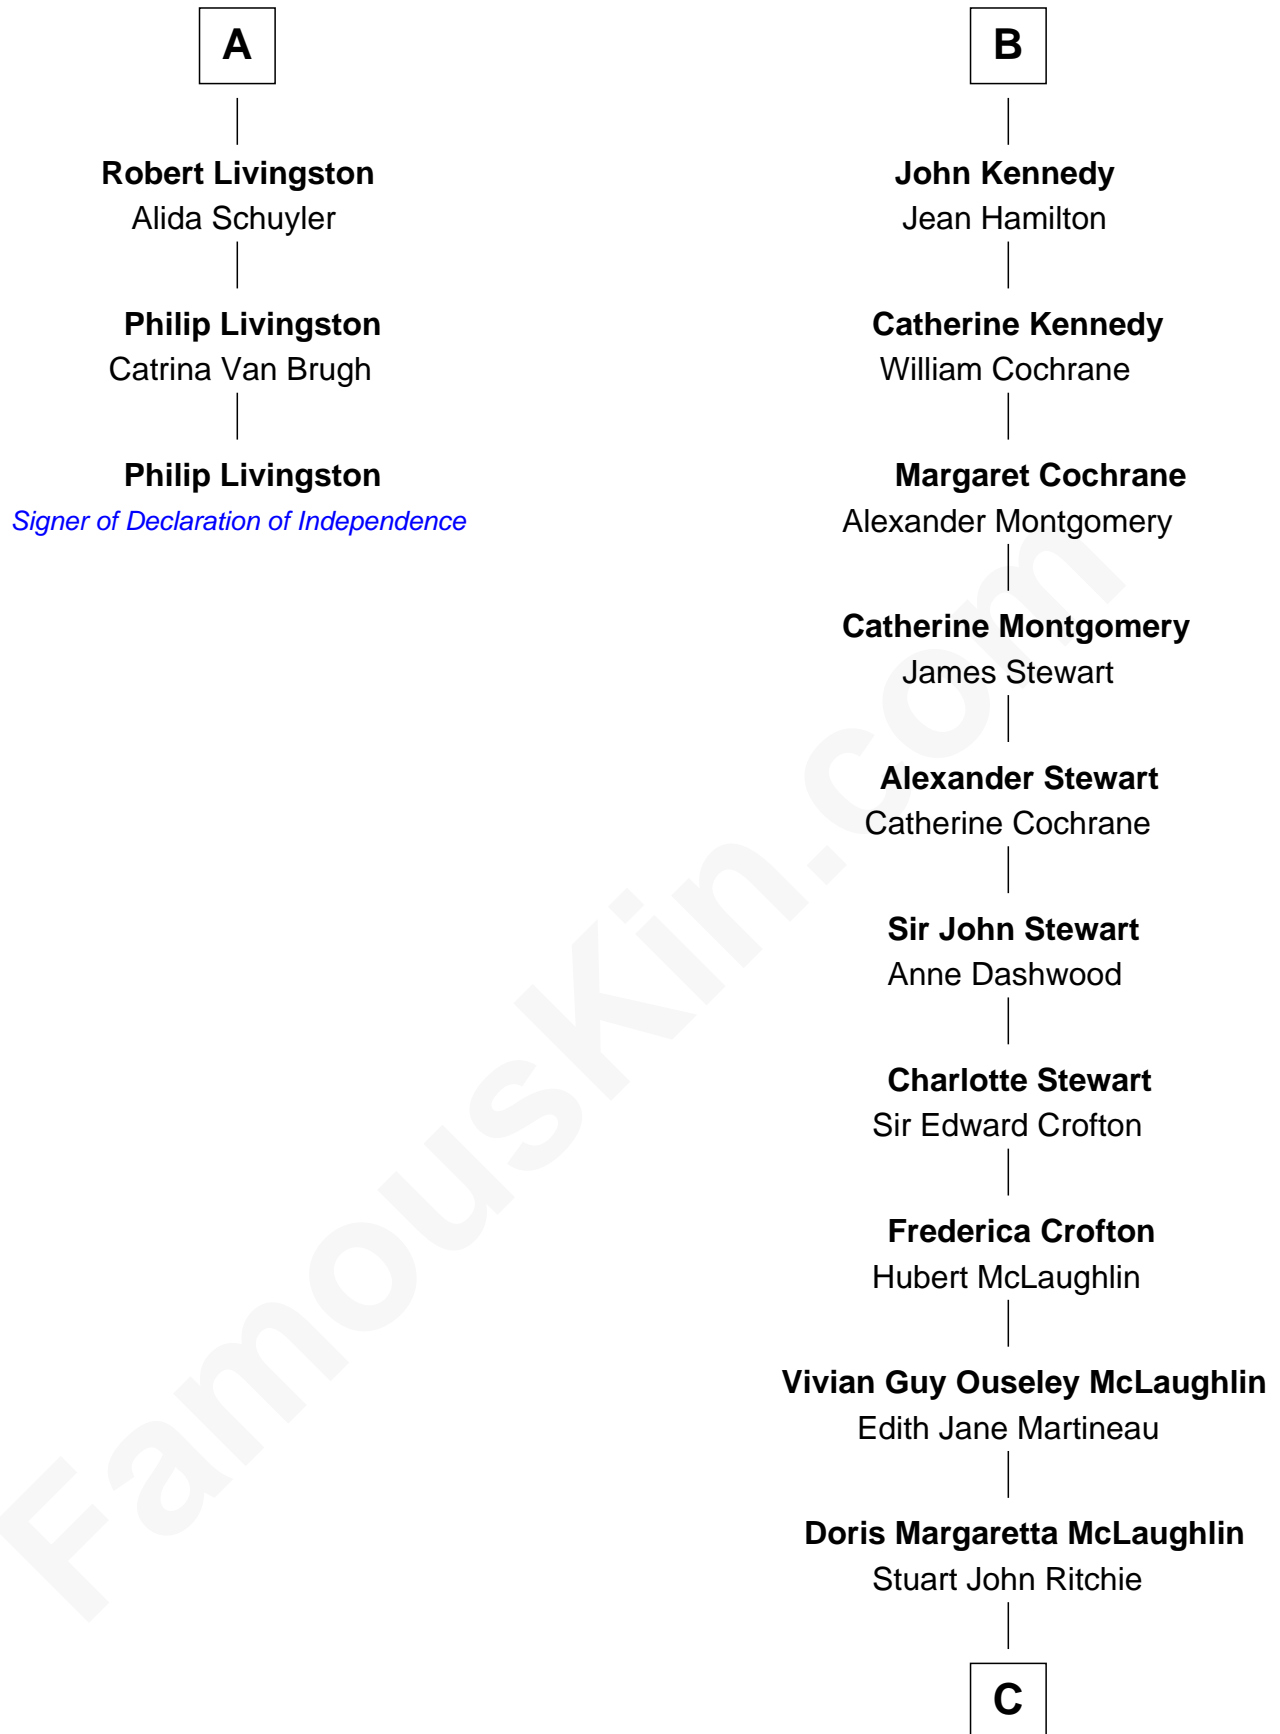 A
Robert Livingston
Alida Schuyler
Philip Livingston
Catrina Van Brugh
Philip Livingston
Signer of Declaration of Independence
B
John Kennedy
Jean Hamilton
Catherine Kennedy
William Cochrane
Margaret Cochrane
Alexander Montgomery
Catherine Montgomery
James Stewart
Alexander Stewart
Catherine Cochrane
Sir John Stewart
Anne Dashwood
Charlotte Stewart
Sir Edward Crofton
Frederica Crofton
Hubert McLaughlin
Vivian Guy Ouseley McLaughlin
Edith Jane Martineau
Doris Margaretta McLaughlin
Stuart John Ritchie
C
FamousKin.com